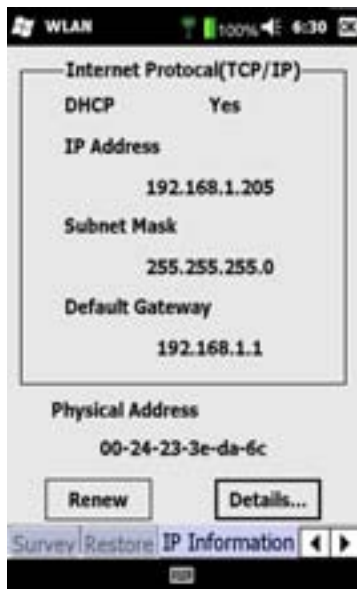 WLAN 100% 6:30 OK
Internet Protocal(TCP/IP)
DHCP Yes
IP Address
192.168.1.205
Subnet Mask
255.255.255.0
Default Gateway
192.168.1.1
Physical Address
00-24-23-3e-da-6c
Renew Details...
Survey Restore IP Information